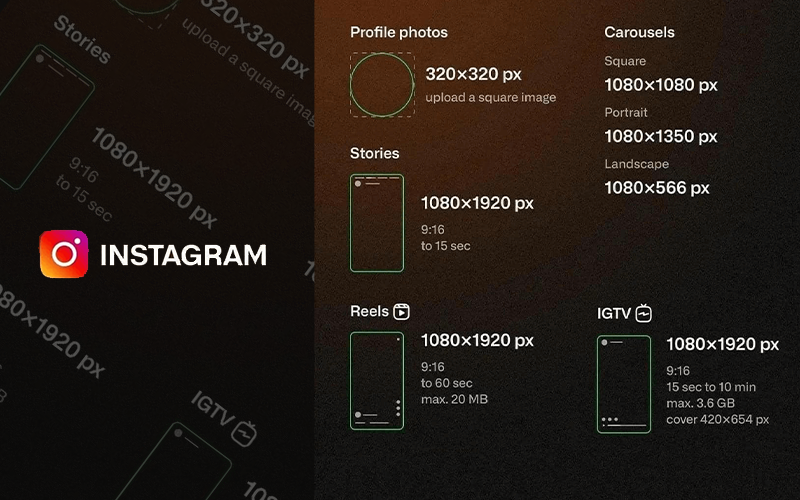 Stories
320×320 px
upload a square imag
1080×1920 px
9:16
to 15 sec
INSTAGRAM
1080×1920 px
IGTV
Profile photos
320×320 px
upload a square image
Stories
1080×1920 px
9:16
to 15 sec
Reels
1080×1920 px
9:16
to 60 sec
max. 20 MB
Carousels
Square
1080×1080 px
Portrait
1080×1350 px
Landscape
1080×566 px
IGTV
1080×1920 px
9:16
15 sec to 10 min
max. 3.6 GB
cover 420×654 px